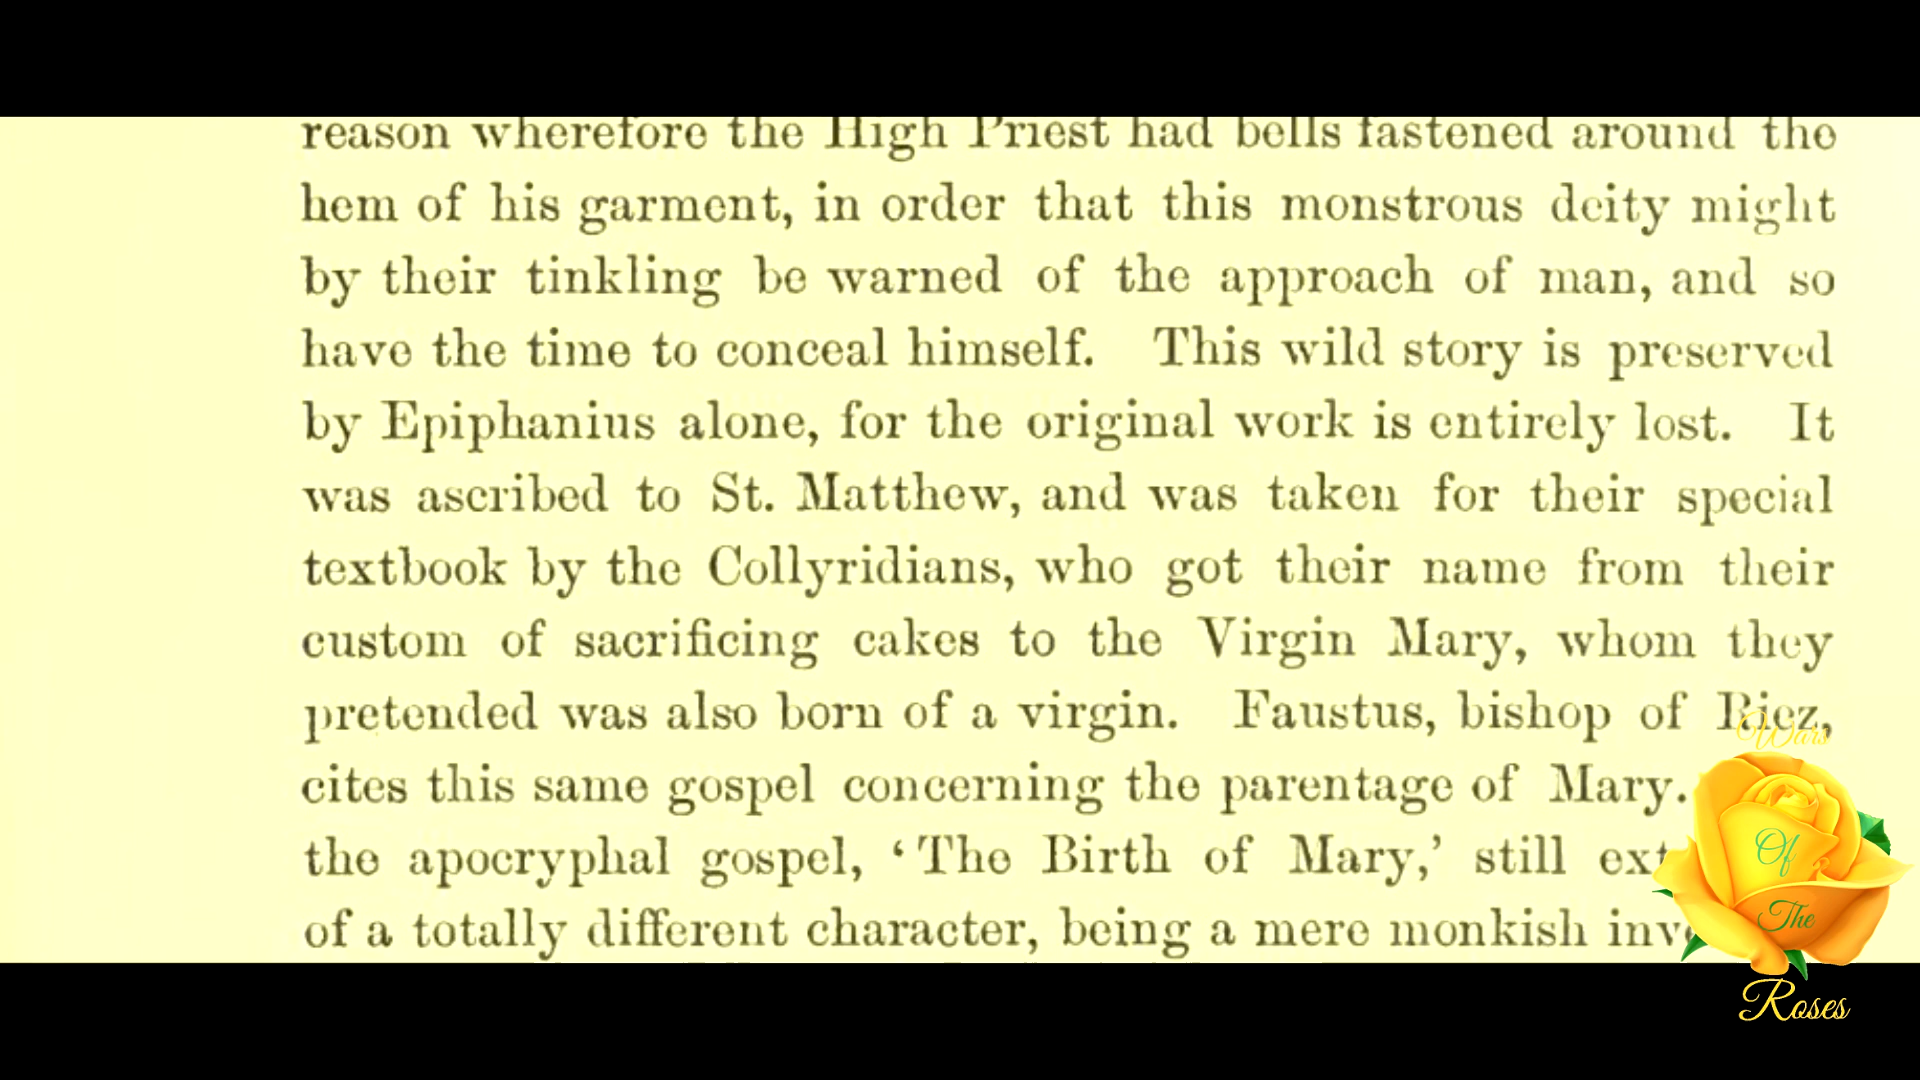 reason wherefore the High Priest had bells fastened around the
hem of his garment, in order that this monstrous deity might
by their tinkling be warned of the approach of man, and so
have the time to conceal himself. This wild story is preserved
by Epiphanius alone, for the original work is entirely lost. It
was ascribed to St. Matthew, and was taken for their special
textbook by the Collyridians, who got their name from their
custom of sacrificing cakes to the Virgin Mary, whom they
pretended was also born of a virgin. Faustus, bishop of Riez,
cites this same gospel concerning the parentage of Mary.
the apocryphal gospel, ‘The Birth of Mary,’ still
of a totally different character, being a mere monkish
Wars
Of
The
Roses